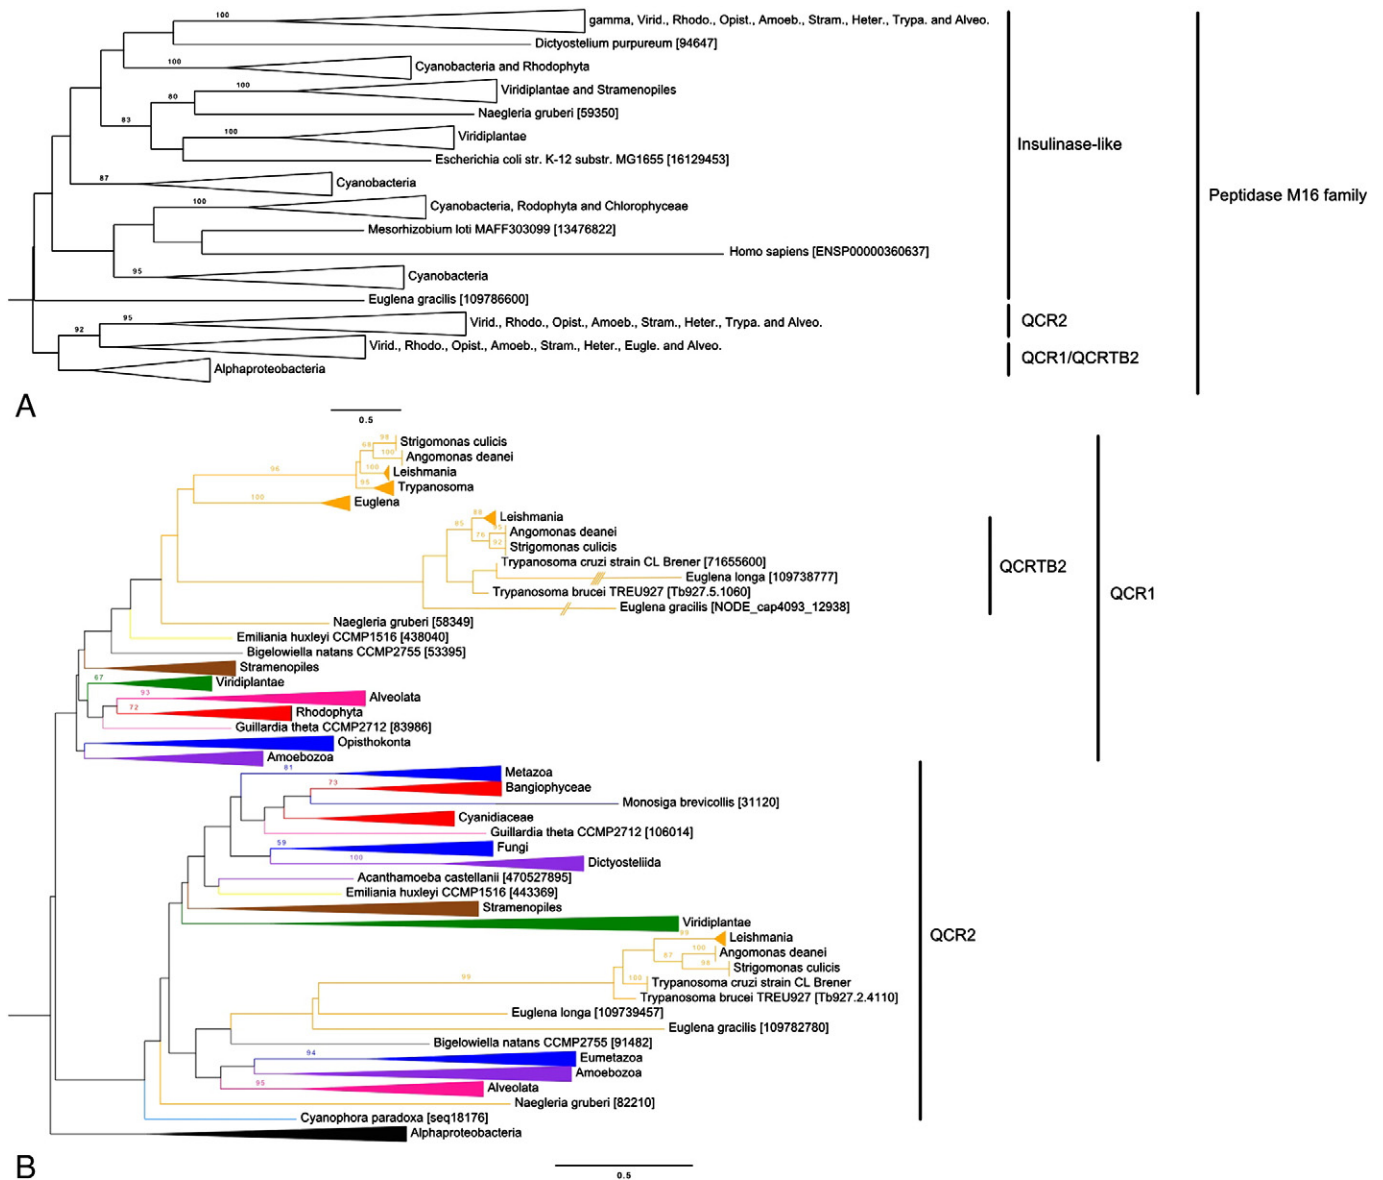 100
gamma, Virid., Rhodo., Opist., Amoeb., Stram., Heter., Trypa. and Alveo.
Dictyostelium purpureum [94647]
100
Cyanobacteria and Rhodophyta
100
Viridiplantae and Stramenopiles
80
Naegleria gruberi [59350]
83
100
Viridiplantae
Escherichia coli str. K-12 substr. MG1655 [16129453]
Insulinase-like
87
Cyanobacteria
Peptidase M16 family
100
Cyanobacteria, Rodophyta and Chlorophyceae
Mesorhizobium loti MAFF303099 [13476822]
Homo sapiens [ENSP00000360637]
95
Cyanobacteria
Euglena gracilis [109786600]
95
Virid., Rhodo., Opist., Amoeb., Stram., Heter., Trypa. and Alveo.
QCR2
92
Virid., Rhodo., Opist., Amoeb., Stram., Heter., Eugle. and Alveo.
QCR1/QCRTB2
Alphaproteobacteria
A
0.5
98
Strigomonas culicis
68
100
Angomonas deanei
96
100
Leishmania
95
Trypanosoma
100
Euglena
88
Leishmania
85
Angomonas deanei
76
92
Strigomonas culicis
Trypanosoma cruzi strain CL Brener [71655600]
QCRTB2
Euglena longa [109738777]
Trypanosoma brucei TREU927 [Tb927.5.1060]
QCR1
Euglena gracilis [NODE_cap4093_12938]
Naegleria gruberi [58349]
Emiliania huxleyi CCMP1516 [438040]
Bigelowiella natans CCMP2755 [53395]
Stramenopiles
67
Viridiplantae
93
Alveolata
72
Rhodophyta
Guillardia theta CCMP2712 [83986]
Opisthokonta
Amoebozoa
81
Metazoa
73
Bangiophyceae
Monosiga brevicollis [31120]
Cyanidiaceae
Guillardia theta CCMP2712 [106014]
59
Fungi
100
Dictyosteliida
Acanthamoeba castellanii [470527895]
Emiliania huxleyi CCMP1516 [443369]
Stramenopiles
Viridiplantae
QCR2
Leishmania
100
Angomonas deanei
87
98
Strigomonas culicis
99
100
Trypanosoma cruzi strain CL Brener
Trypanosoma brucei TREU927 [Tb927.2.4110]
Euglena longa [109739457]
Euglena gracilis [109782780]
Bigelowiella natans CCMP2755 [91482]
94
Eumetazoa
Amoebozoa
95
Alveolata
Naegleria gruberi [82210]
Cyanophora paradoxa [seq18176]
Alphaproteobacteria
B
0.5